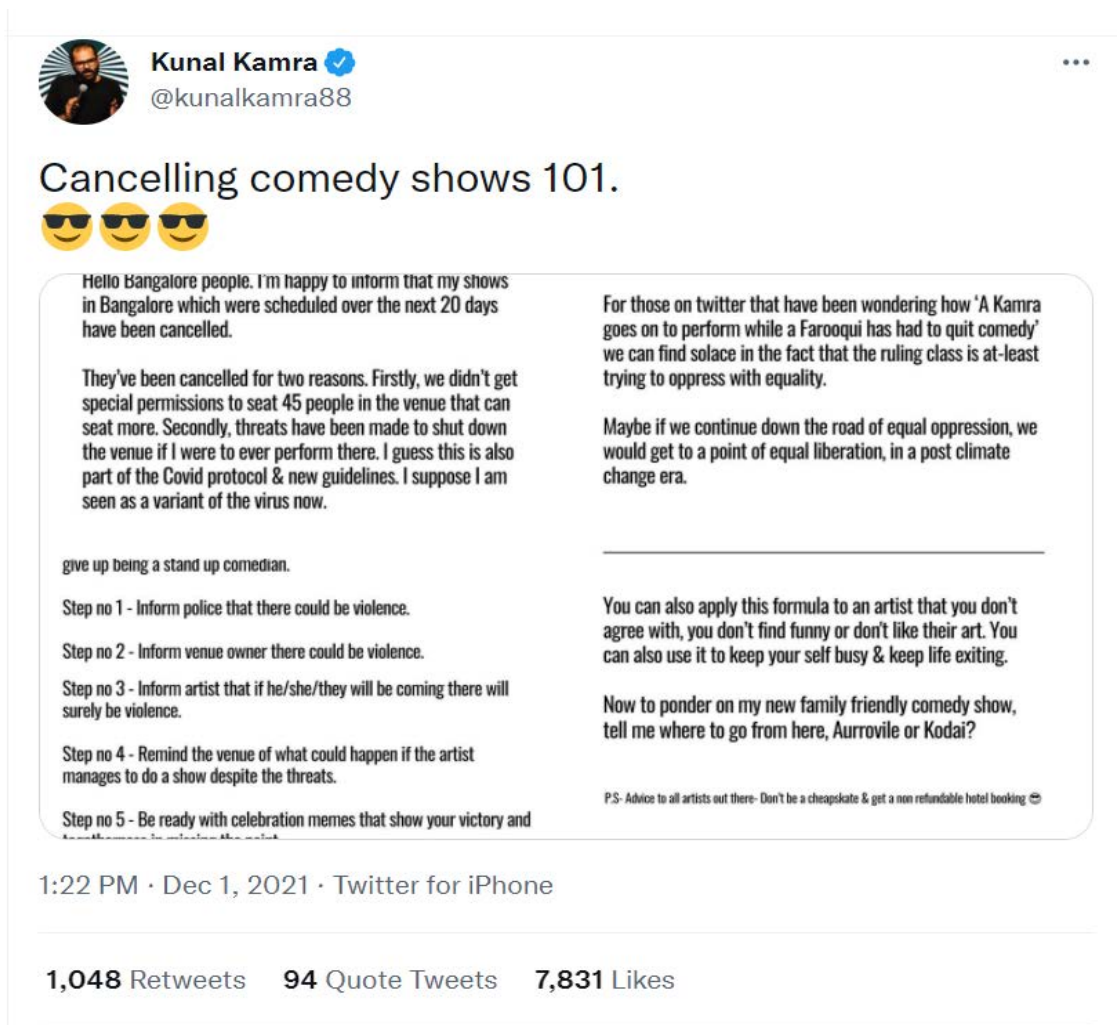 Kunal Kamra
@kunalkamra88
Cancelling comedy shows 101.
😎😎😎
Hello Bangalore people. I'm happy to inform that my shows
in Bangalore which were scheduled over the next 20 days
have been cancelled.
They've been cancelled for two reasons. Firstly, we didn't get
special permissions to seat 45 people in the venue that can
seat more. Secondly, threats have been made to shut down
the venue if I were to ever perform there. I guess this is also
part of the Covid protocol & new guidelines. I suppose I am
seen as a variant of the virus now.
give up being a stand up comedian.
Step no 1 - Inform police that there could be violence.
Step no 2 - Inform venue owner there could be violence.
Step no 3 - Inform artist that if he/she/they will be coming there will
surely be violence.
Step no 4 - Remind the venue of what could happen if the artist
manages to do a show despite the threats.
Step no 5 - Be ready with celebration memes that show your victory and
For those on twitter that have been wondering how 'A Kamra
goes on to perform while a Farooqui has had to quit comedy'
we can find solace in the fact that the ruling class is at-least
trying to oppress with equality.
Maybe if we continue down the road of equal oppression, we
would get to a point of equal liberation, in a post climate
change era.
You can also apply this formula to an artist that you don't
agree with, you don't find funny or don't like their art. You
can also use it to keep your self busy & keep life exiting.
Now to ponder on my new family friendly comedy show,
tell me where to go from here, Aurrovile or Kodai?
P.S- Advice to all artists out there- Don't be a cheapskate & get a non refundable hotel booking 😎
1:22 PM · Dec 1, 2021 · Twitter for iPhone
1,048 Retweets 94 Quote Tweets 7,831 Likes